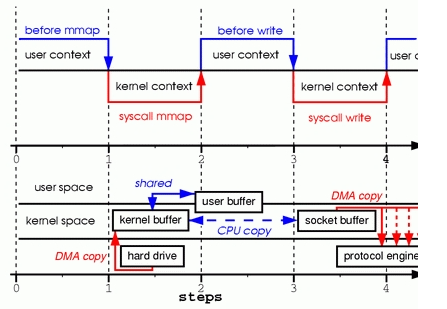 before mmap before write
user context user context user c
kernel context kernel context
syscall mmap syscall write
0 1 2 3 4
user space shared user buffer DMA copy
kernel space kernel buffer CPU copy socket buffer
DMA copy hard drive protocol engine
0 1 2 3 4
steps